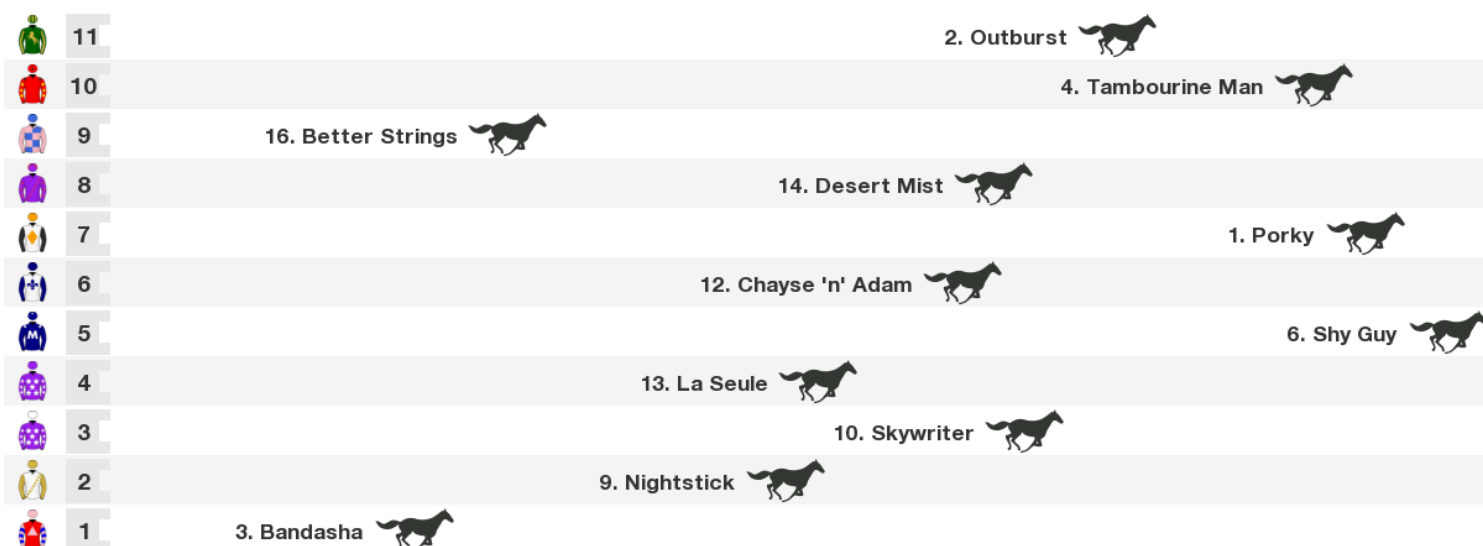 11 2. Outburst
10 4. Tambourine Man
9 16. Better Strings
8 14. Desert Mist
7 1. Porky
6 12. Chayse 'n' Adam
5 6. Shy Guy
M
4 13. La Seule
3 10. Skywriter
2 9. Nightstick
1 3. Bandasha